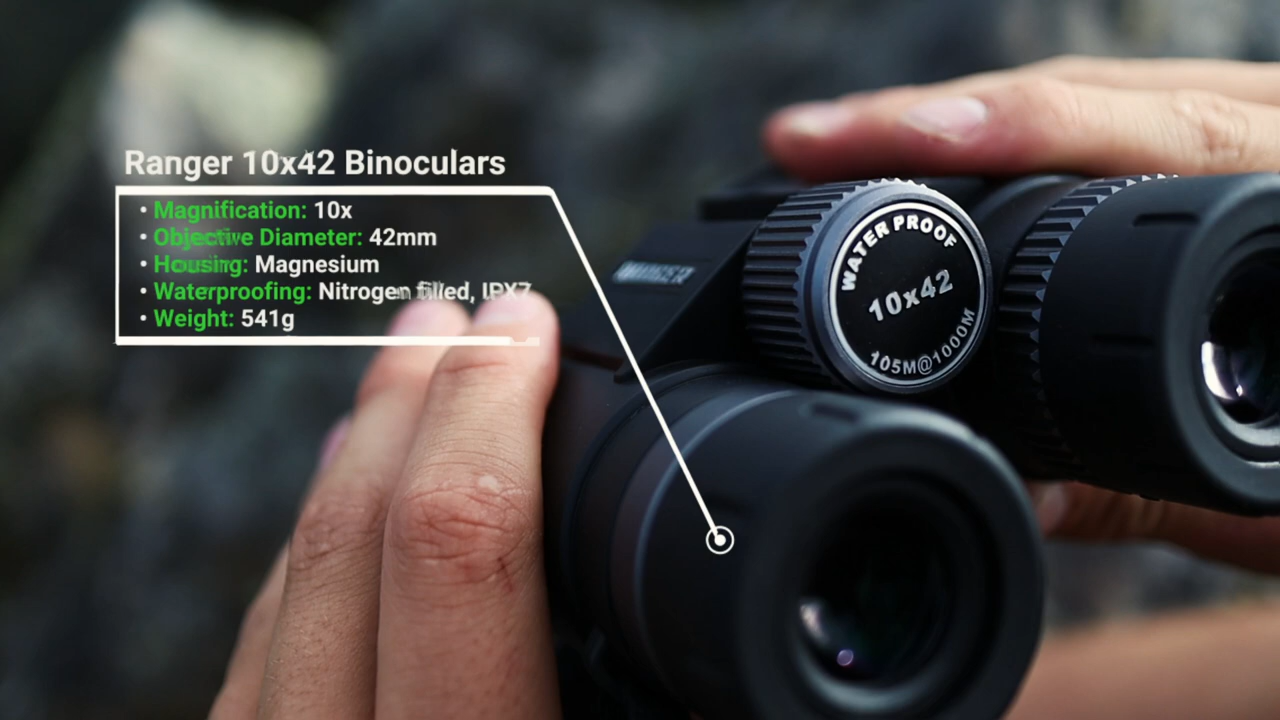 Ranger 10x42 Binoculars
• Magnification: 10x
• Objective Diameter: 42mm
• Housing: Magnesium
• Waterproofing: Nitrogen filled, IPX7
• Weight: 541g
WATER PROOF
10x42
105M@1000M